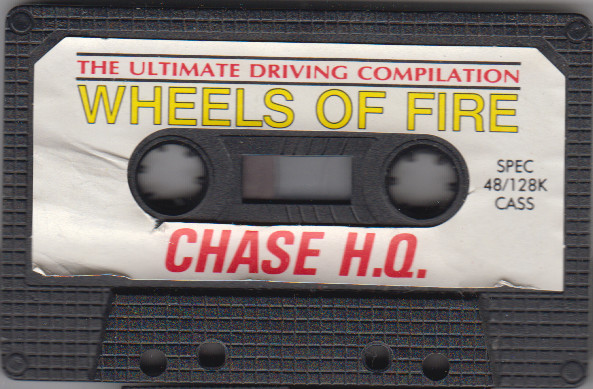 THE ULTIMATE DRIVING COMPILATION
WHEELS OF FIRE
SPEC
48/128K
CASS
CHASE H.Q.